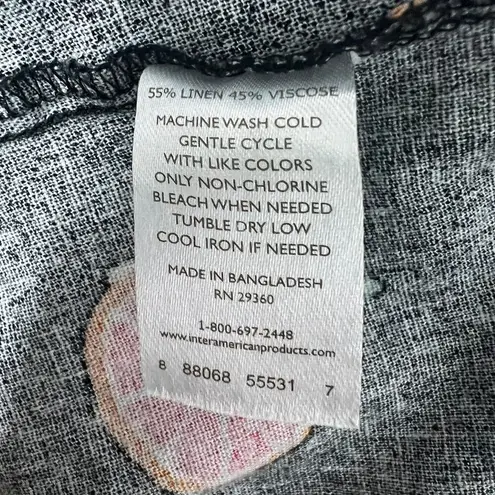 55% LINEN 45% VISCOSE
MACHINE WASH COLD
GENTLE CYCLE
WITH LIKE COLORS
ONLY NON-CHLORINE
BLEACH WHEN NEEDED
TUMBLE DRY LOW
COOL IRON IF NEEDED
MADE IN BANGLADESH
RN 29360
1-800-697-2448
www.interamericanproducts.com
8 88068 55531 7